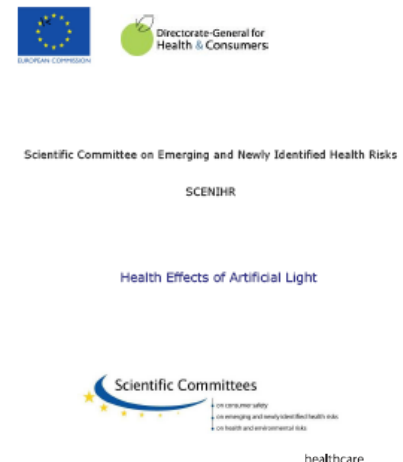 Directorate-General for
Health & Consumers
EUROPEAN COMMISSION
Scientific Committee on Emerging and Newly Identified Health Risks
SCENIHR
Health Effects of Artificial Light
Scientific Committees
on consumer safety
on emerging and newly identified health risks
on health and environmental risks
healthcare